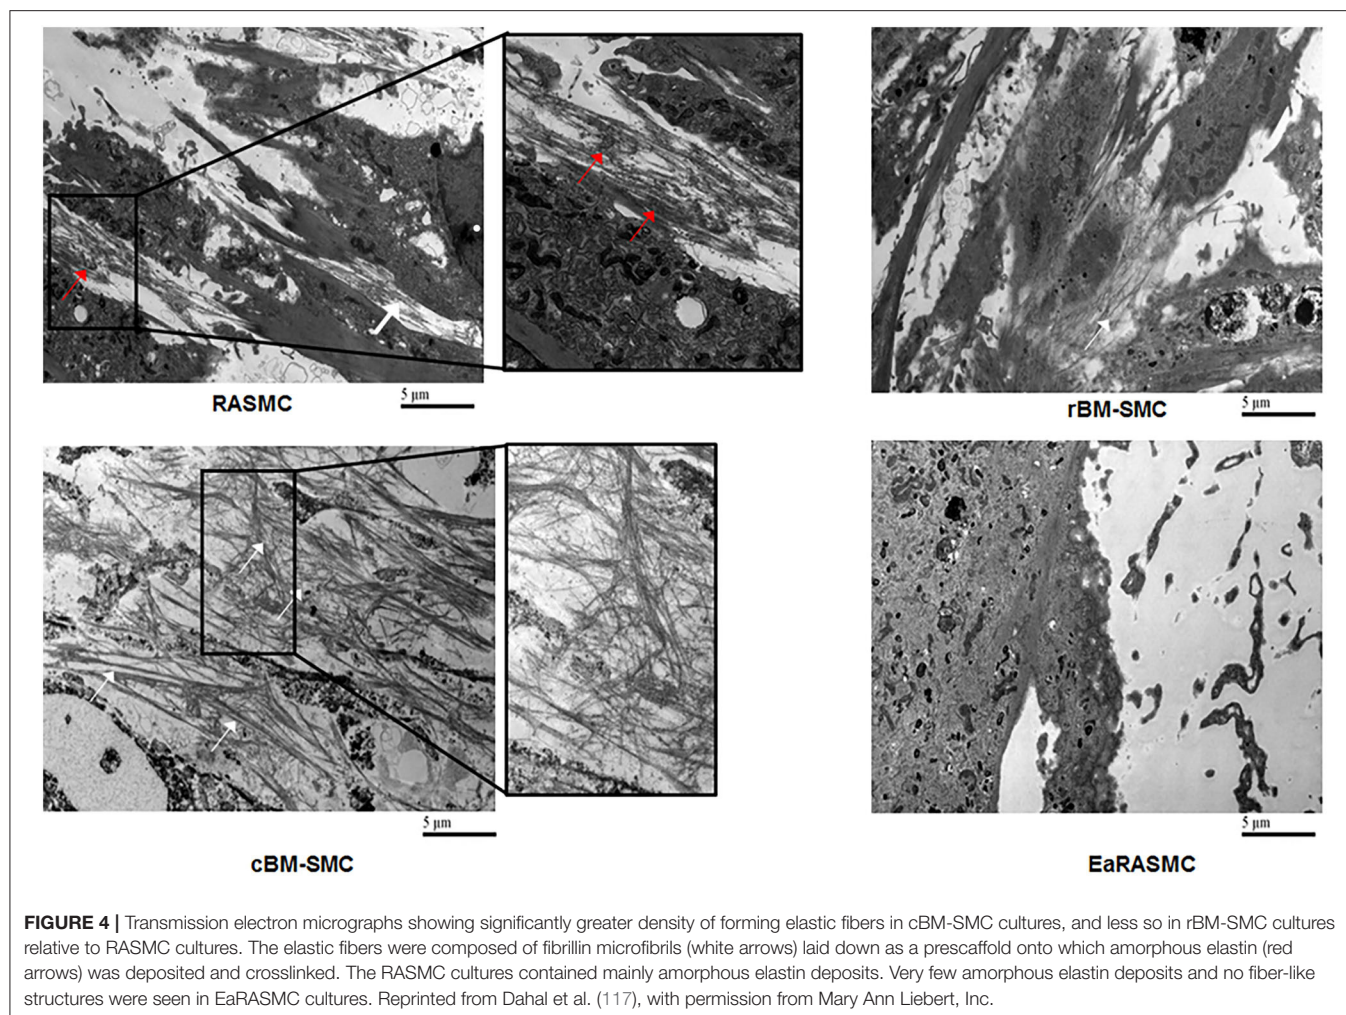 RASMC
5 μm
rBM-SMC
5 μm
5 μm
cBM-SMC
5 μm
EaRASMC
FIGURE 4 | Transmission electron micrographs showing significantly greater density of forming elastic fibers in cBM-SMC cultures, and less so in rBM-SMC cultures
relative to RASMC cultures. The elastic fibers were composed of fibrillin microfibrils (white arrows) laid down as a prescaffold onto which amorphous elastin (red
arrows) was deposited and crosslinked. The RASMC cultures contained mainly amorphous elastin deposits. Very few amorphous elastin deposits and no fiber-like
structures were seen in EaRASMC cultures. Reprinted from Dahal et al. (117), with permission from Mary Ann Liebert, Inc.